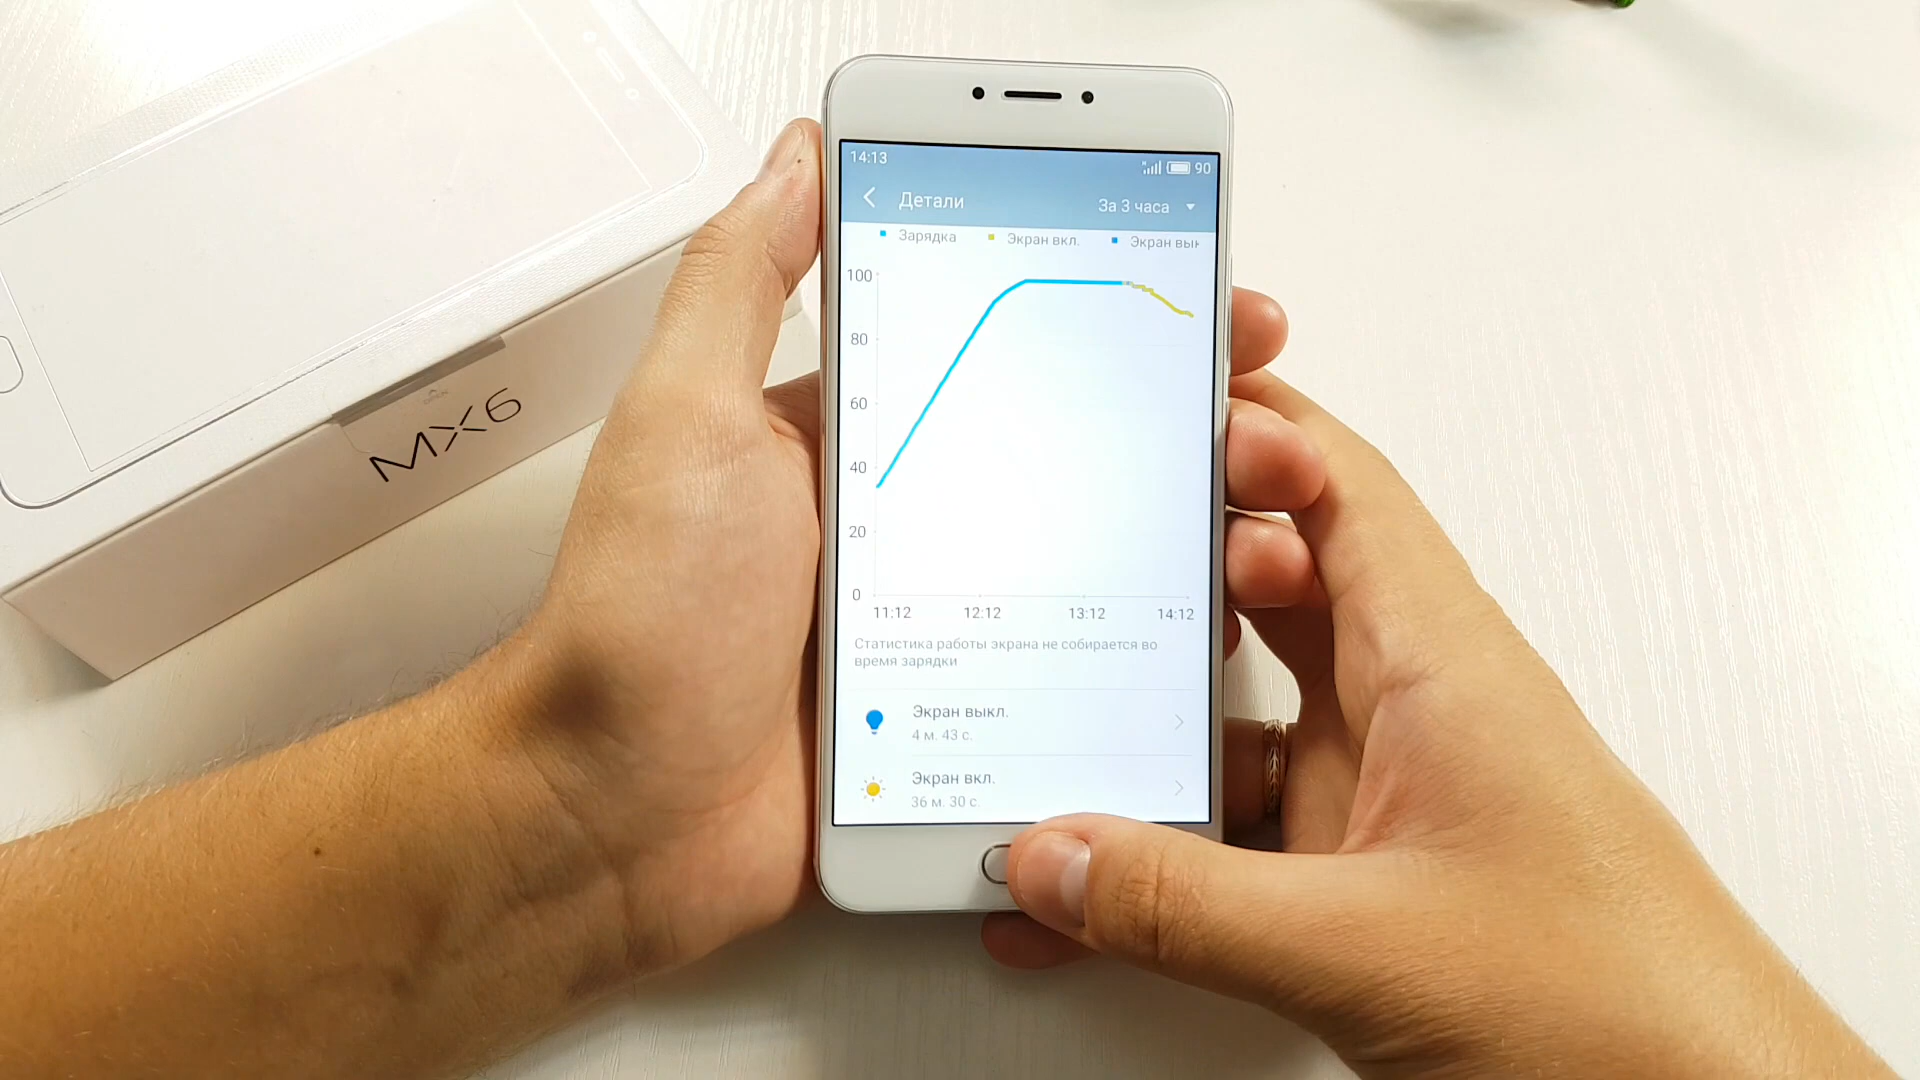 14:13
90
Детали
За 3 часа
Зарядка
Экран вкл.
Экран вык
100
80
60
40
20
0
11:12
12:12
13:12
14:12
Статистика работы экрана не собирается во
время зарядки
Экран выкл.
4 м. 43 с.
Экран вкл.
36 м. 30 с.
MX6